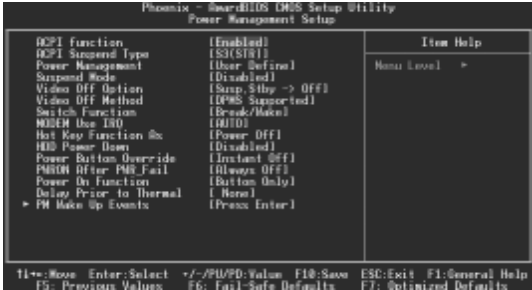 Phoenix - AwardBIOS CMOS Setup Utility
Power Management Setup
ACPI function [Enabled]
ACPI Suspend Type [S3(STR)]
Power Management [User Define]
Suspend Mode [Disabled]
Video Off Option [Susp,Stby -> Off]
Video Off Method [DPMS Supported]
Switch Function [Break/Wake]
MODEM Use IRQ [AUTO]
Hot Key Function As [Power Off]
HDD Power Down [Disabled]
Power Button Override [Instant Off]
PWRON After PWR_Fail [Always Off]
Power On Function [Button Only]
Delay Prior to Thermal [ None]
► PM Wake Up Events [Press Enter]
Item Help
Menu Level ►
↑↓→←:Move Enter:Select +/-/PU/PD:Value F10:Save ESC:Exit F1:General Help
F5: Previous Values F6: Fail-Safe Defaults F7: Optimized Defaults